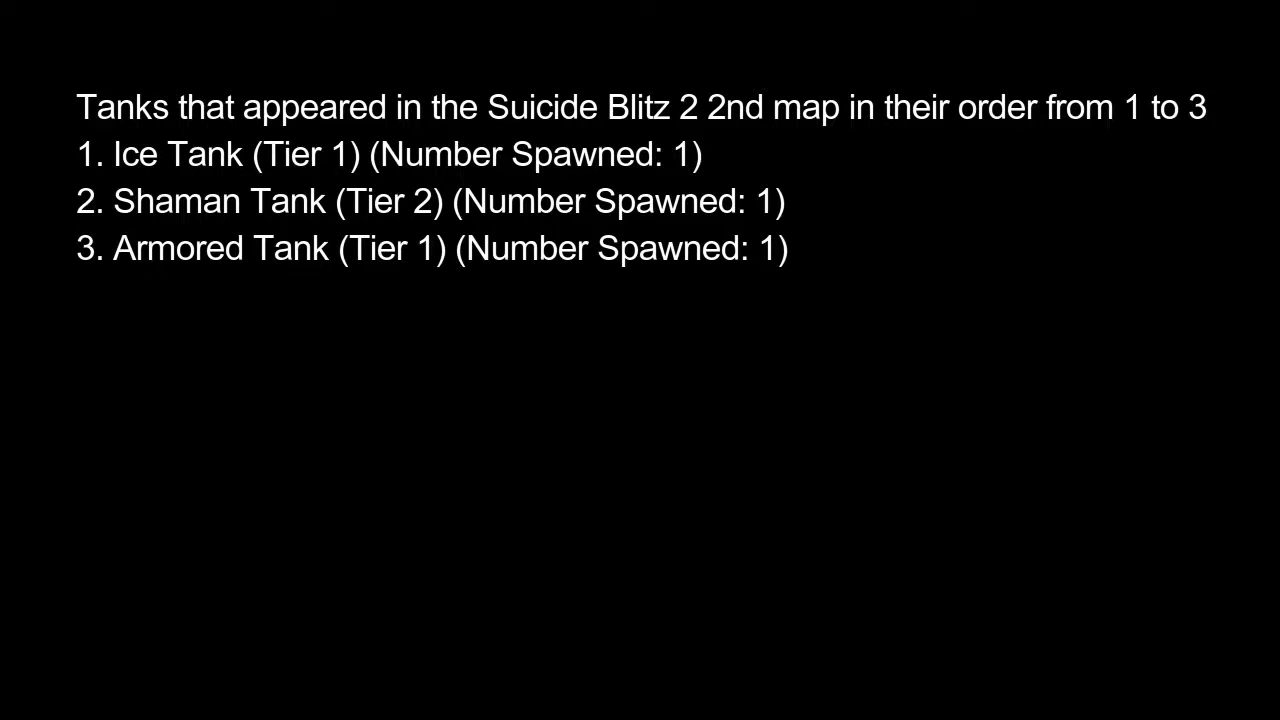 Tanks that appeared in the Suicide Blitz 2 2nd map in their order from 1 to 3
1. Ice Tank (Tier 1) (Number Spawned: 1)
2. Shaman Tank (Tier 2) (Number Spawned: 1)
3. Armored Tank (Tier 1) (Number Spawned: 1)